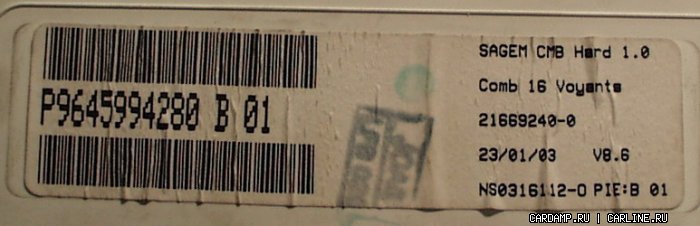 P9645994280 B 01
SAGEM CMB Hard 1.0
Comb 16 Voyants
21669240-0
23/01/03 V8.6
NS0316112-0 PIE:B 01
CARDAMP.RU | CARLINE.RU